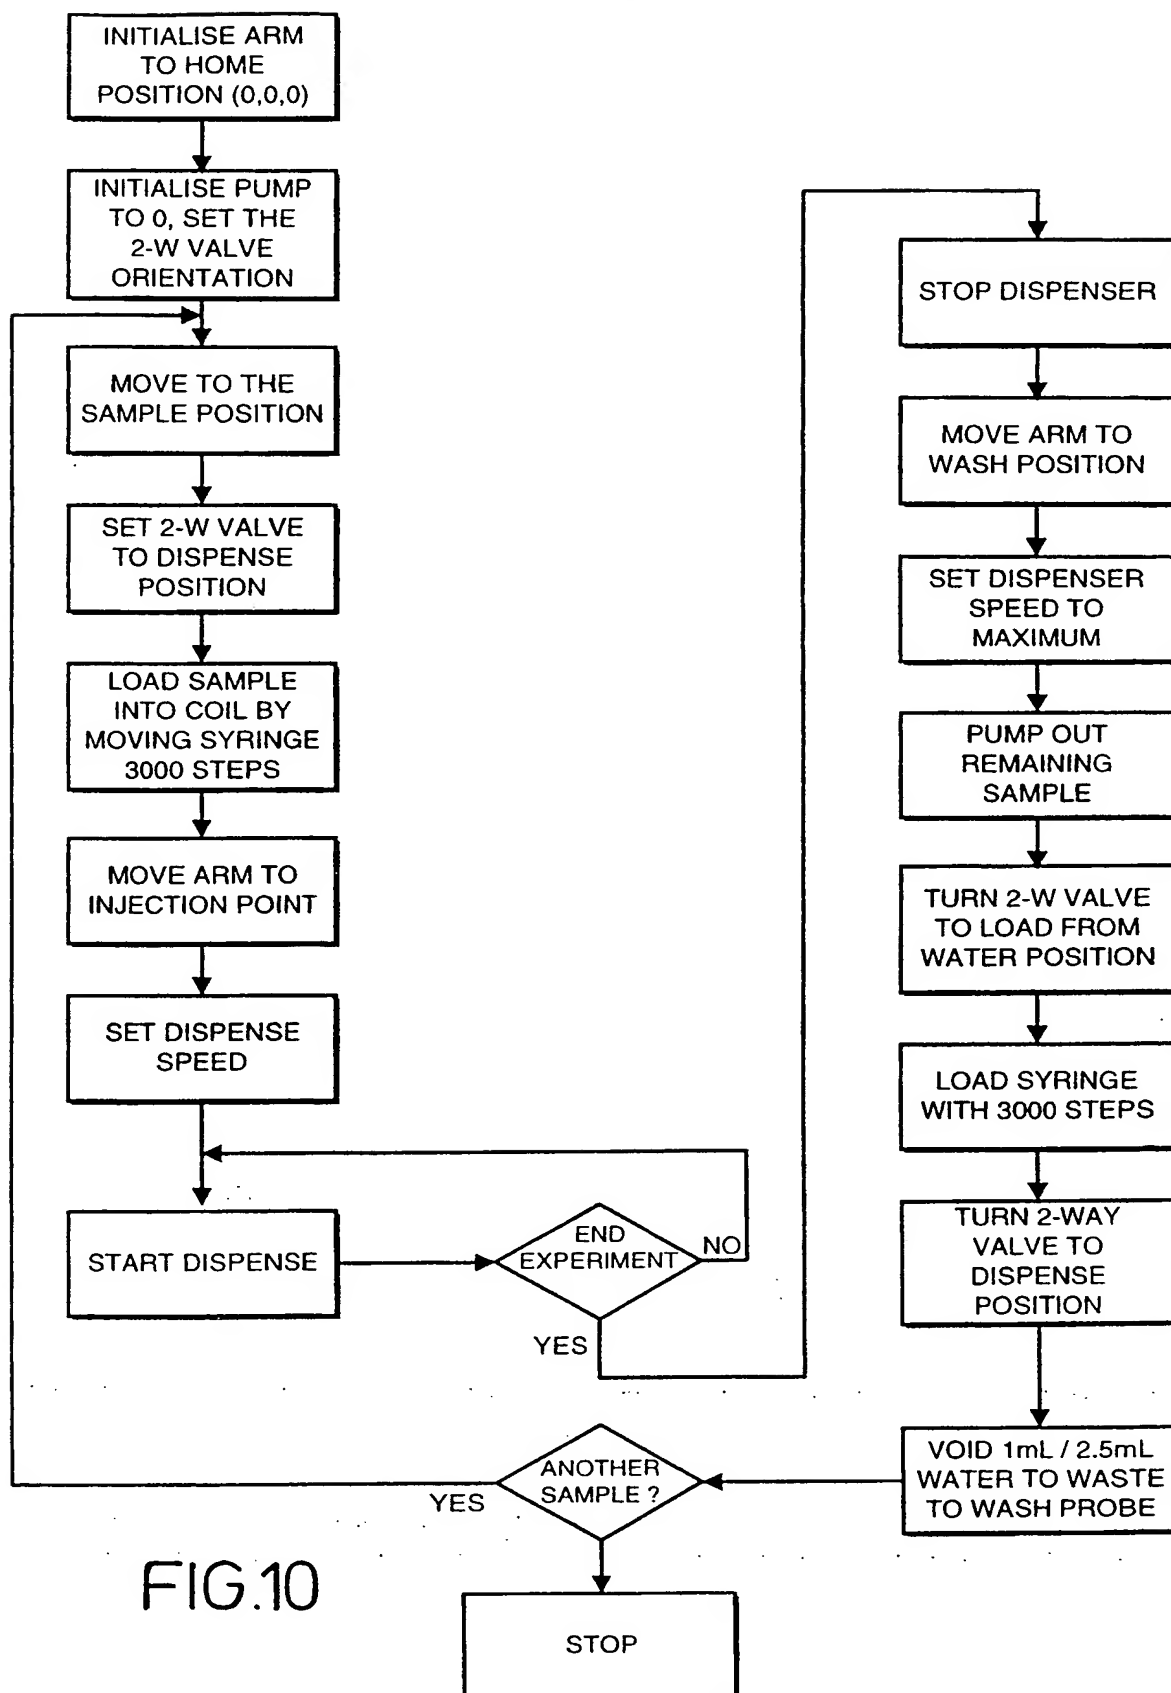 INITIALISE ARM
TO HOME
POSITION (0,0,0)
INITIALISE PUMP
TO 0, SET THE
2-W VALVE
ORIENTATION
MOVE TO THE
SAMPLE POSITION
SET 2-W VALVE
TO DISPENSE
POSITION
LOAD SAMPLE
INTO COIL BY
MOVING SYRINGE
3000 STEPS
MOVE ARM TO
INJECTION POINT
SET DISPENSE
SPEED
START DISPENSE
END
EXPERIMENT
NO
YES
STOP DISPENSER
MOVE ARM TO
WASH POSITION
SET DISPENSER
SPEED TO
MAXIMUM
PUMP OUT
REMAINING
SAMPLE
TURN 2-W VALVE
TO LOAD FROM
WATER POSITION
LOAD SYRINGE
WITH 3000 STEPS
TURN 2-WAY
VALVE TO
DISPENSE
POSITION
VOID 1mL / 2.5mL
WATER TO WASTE
TO WASH PROBE
ANOTHER
SAMPLE ?
YES
STOP
FIG.10